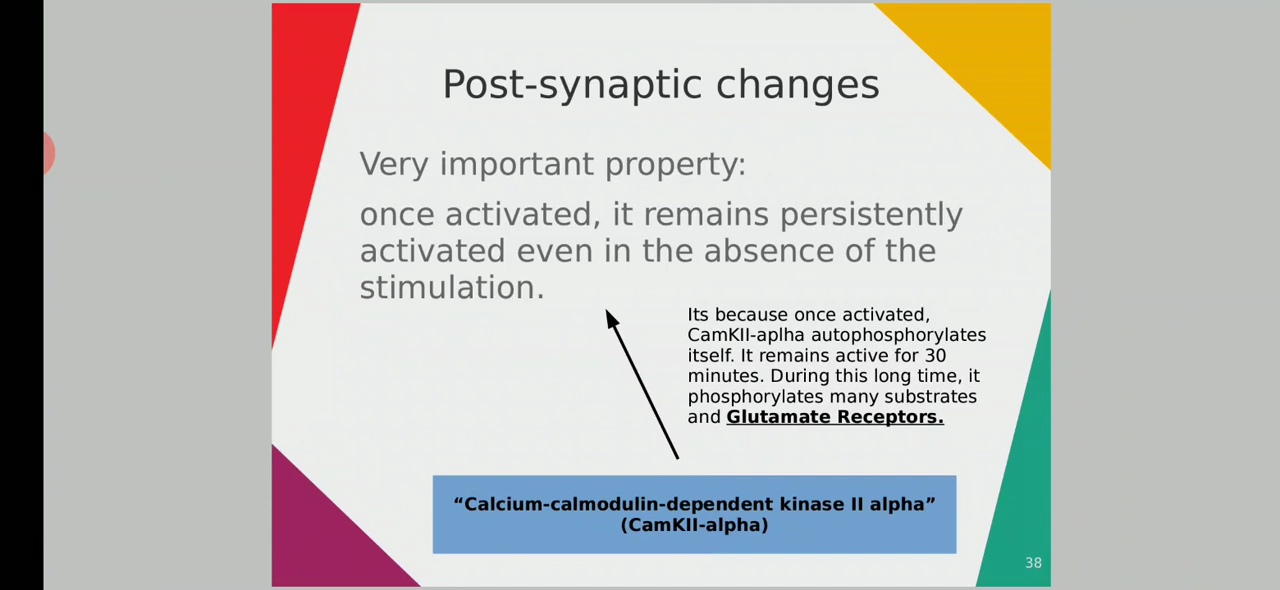 Post-synaptic changes
Very important property:
once activated, it remains persistently
activated even in the absence of the
stimulation.
Its because once activated,
CamKII-aplha autophosphorylates
itself. It remains active for 30
minutes. During this long time, it
phosphorylates many substrates
and Glutamate Receptors.
“Calcium-calmodulin-dependent kinase II alpha”
(CamKII-alpha)
38